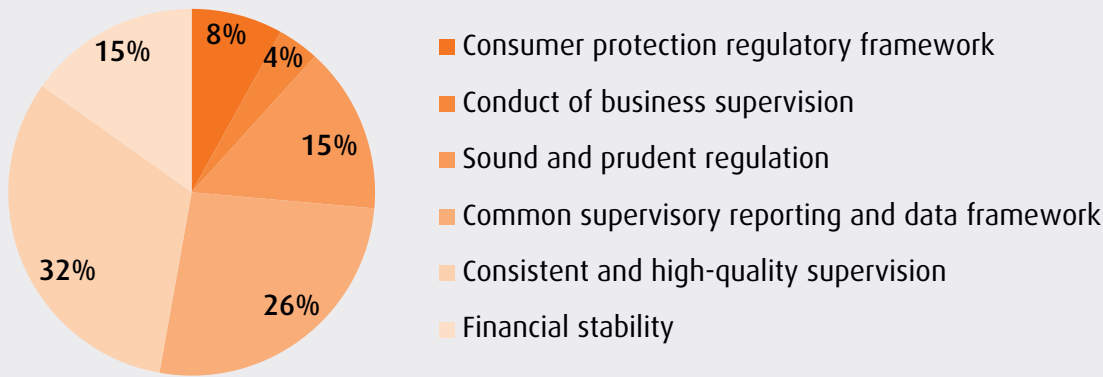 8%
4%
15%
15%
26%
32%
Consumer protection regulatory framework
Conduct of business supervision
Sound and prudent regulation
Common supervisory reporting and data framework
Consistent and high-quality supervision
Financial stability